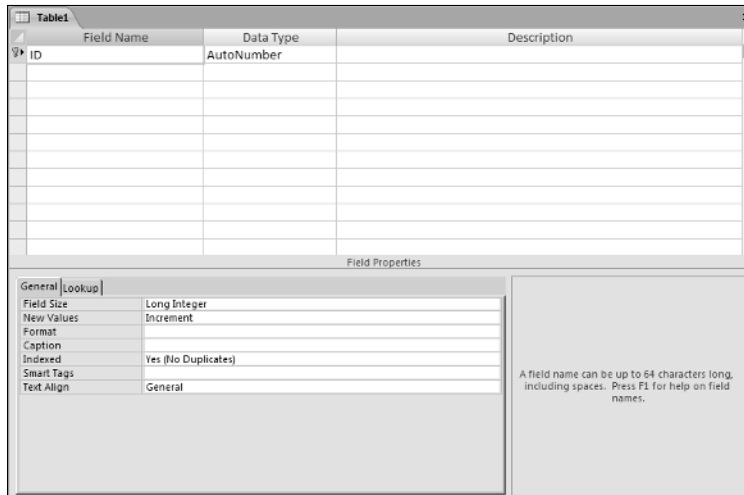 Table1
Field Name Data Type Description
ID AutoNumber
Field Properties
General Lookup
Field Size Long Integer
New Values Increment
Format
Caption
Indexed Yes (No Duplicates)
Smart Tags
Text Align General
A field name can be up to 64 characters long,
including spaces. Press F1 for help on field
names.